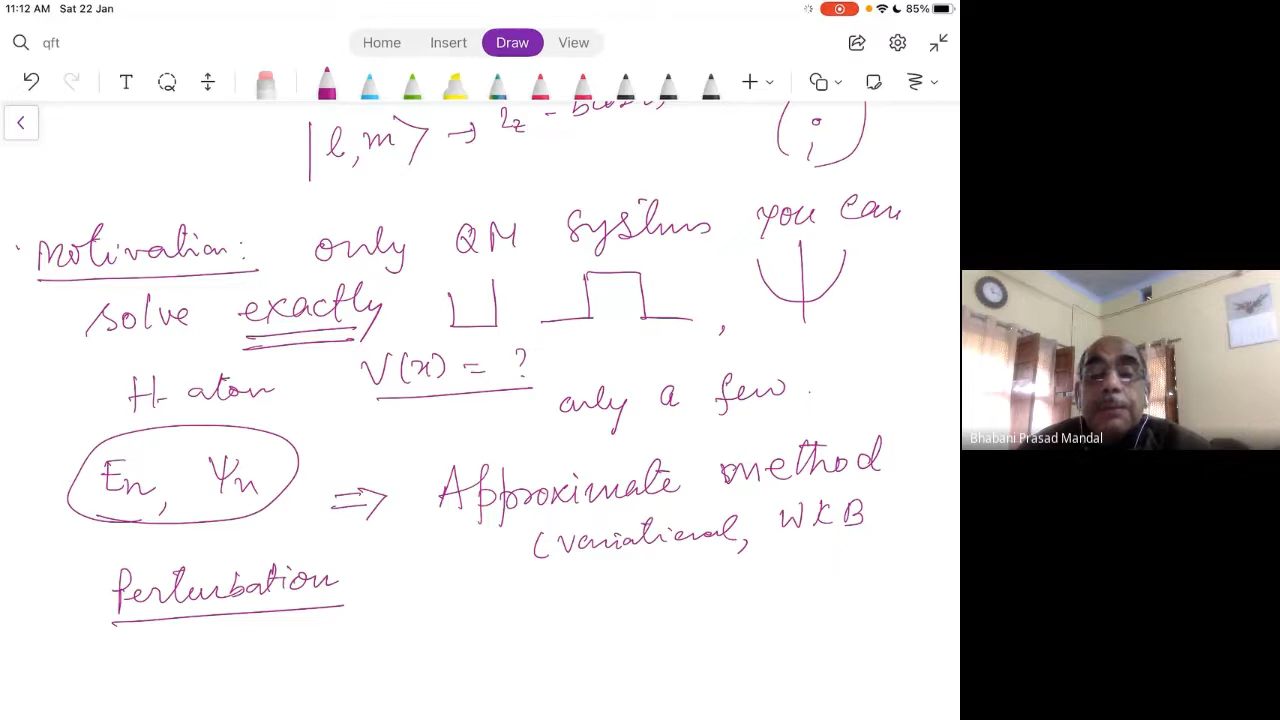 11:12 AM Sat 22 Jan
85%
qft
Home Insert Draw View
|l, m⟩ →
Motivation: only QM systems you can
solve exactly ,
V(x) = ?
H-atom only a few.
En, Ψn ⇒ Approximate method
(variational, WKB
Perturbation
Bhabani Prasad Mandal